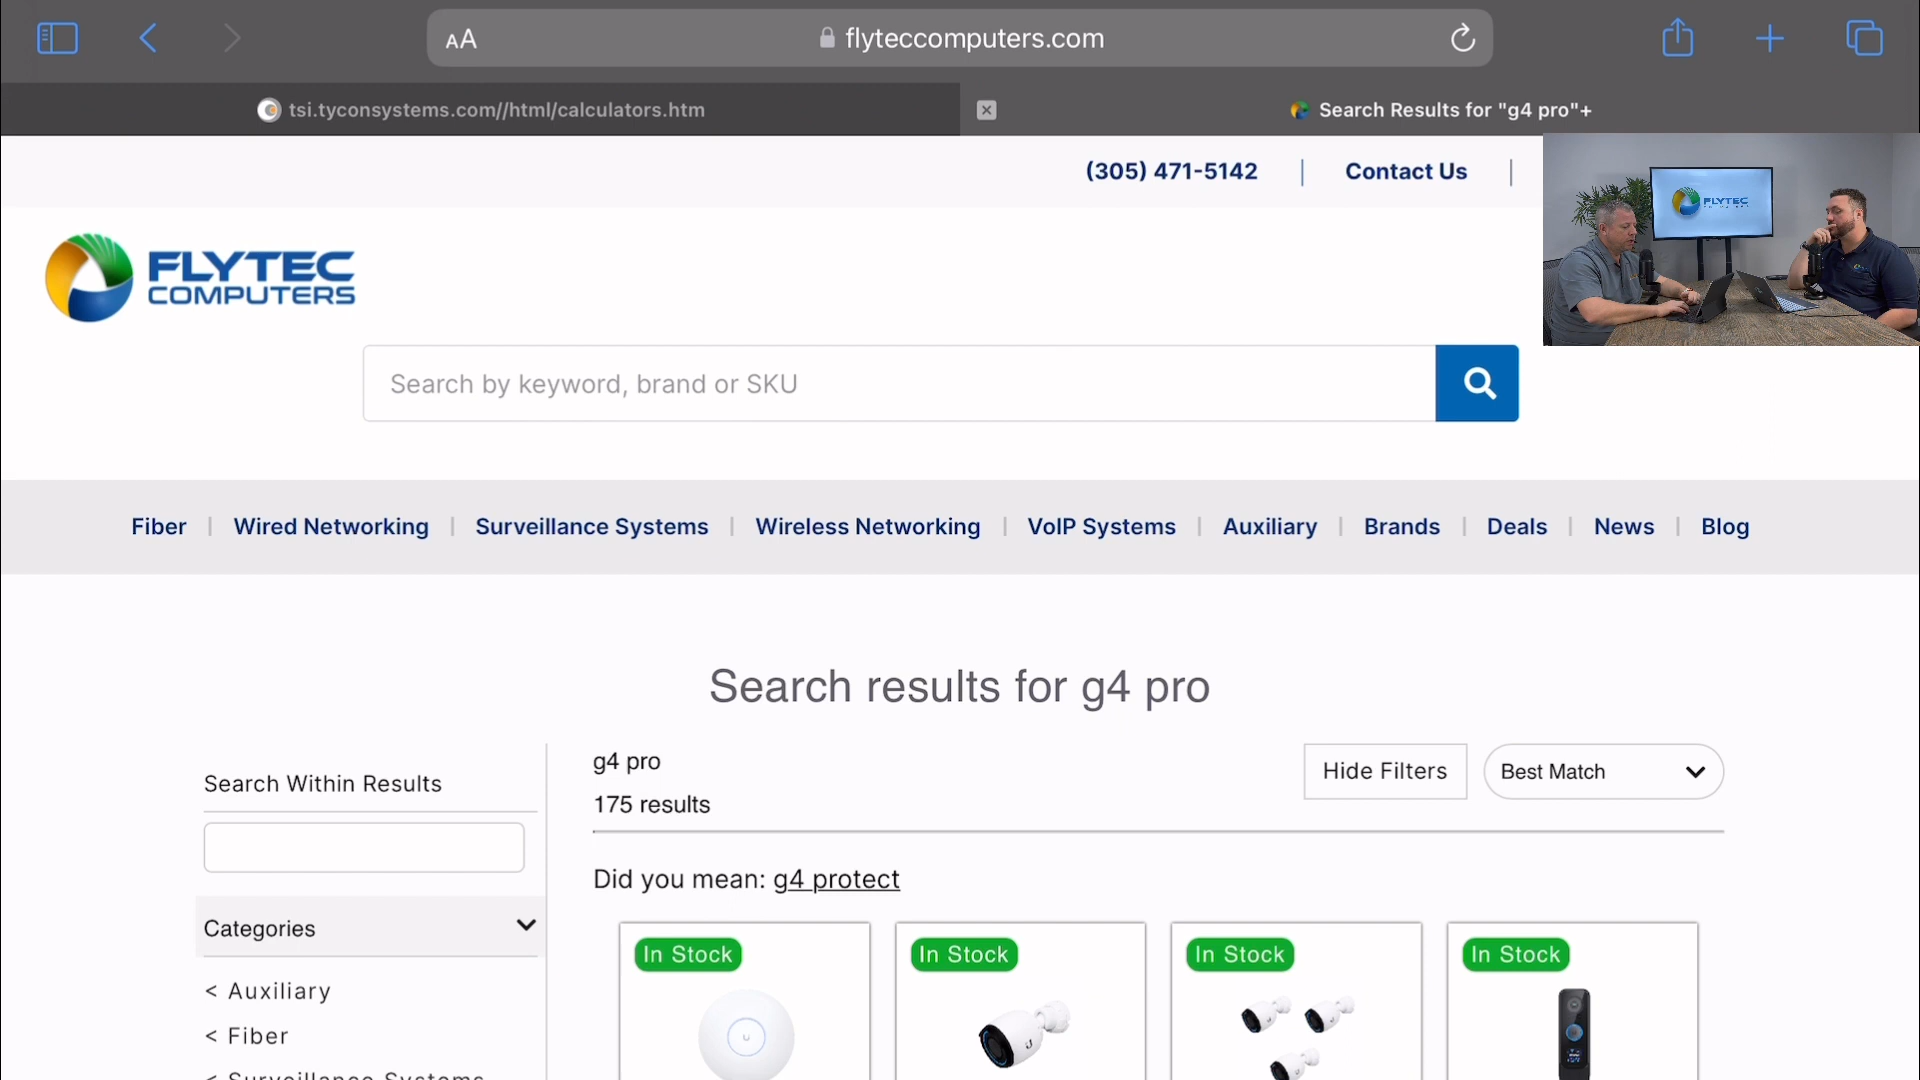 AA
flyteccomputers.com
tsi.tyconsystems.com//html/calculators.htm
Search Results for "g4 pro"+
(305) 471-5142 | Contact Us |
FLYTEC
FLYTEC
COMPUTERS
Search by keyword, brand or SKU
Fiber | Wired Networking | Surveillance Systems | Wireless Networking | VoIP Systems | Auxiliary | Brands | Deals | News | Blog
Search results for g4 pro
Search Within Results
g4 pro
175 results
Hide Filters
Best Match
Did you mean: g4 protect
Categories
< Auxiliary
< Fiber
< Surveillance Systems
In Stock
In Stock
In Stock
In Stock